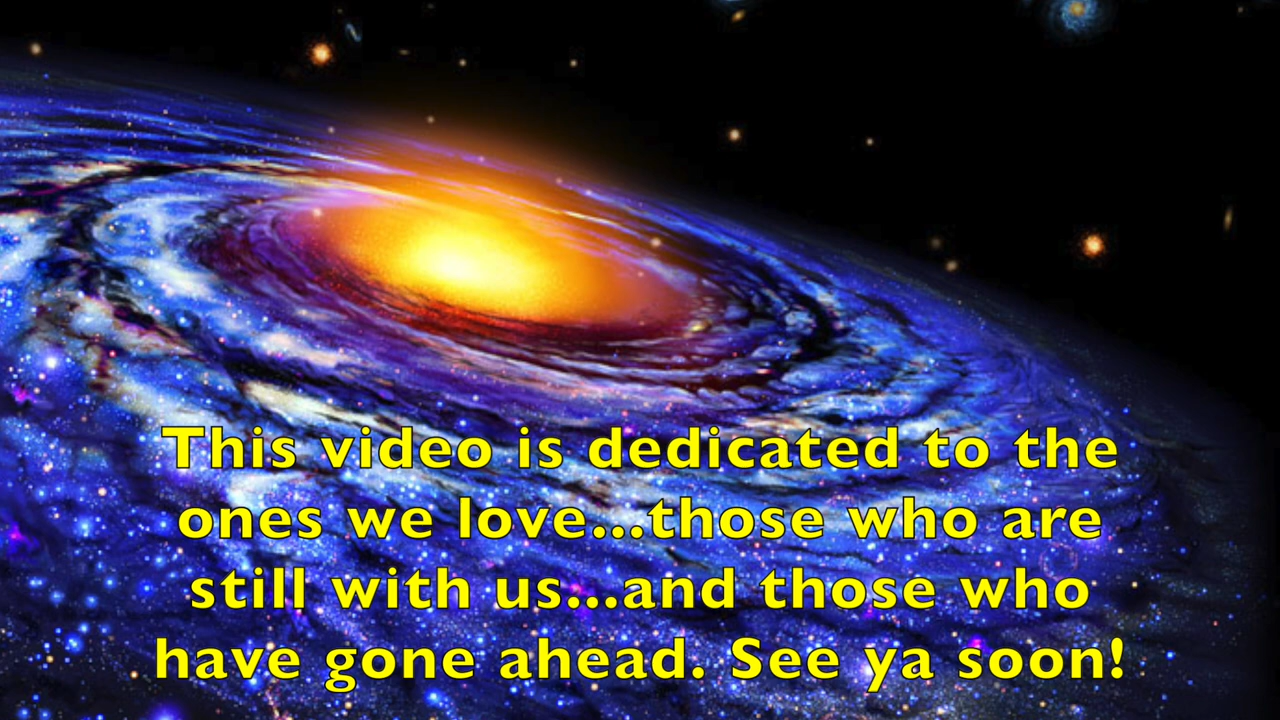 This video is dedicated to the
ones we love...those who are
still with us...and those who
have gone ahead. See ya soon!